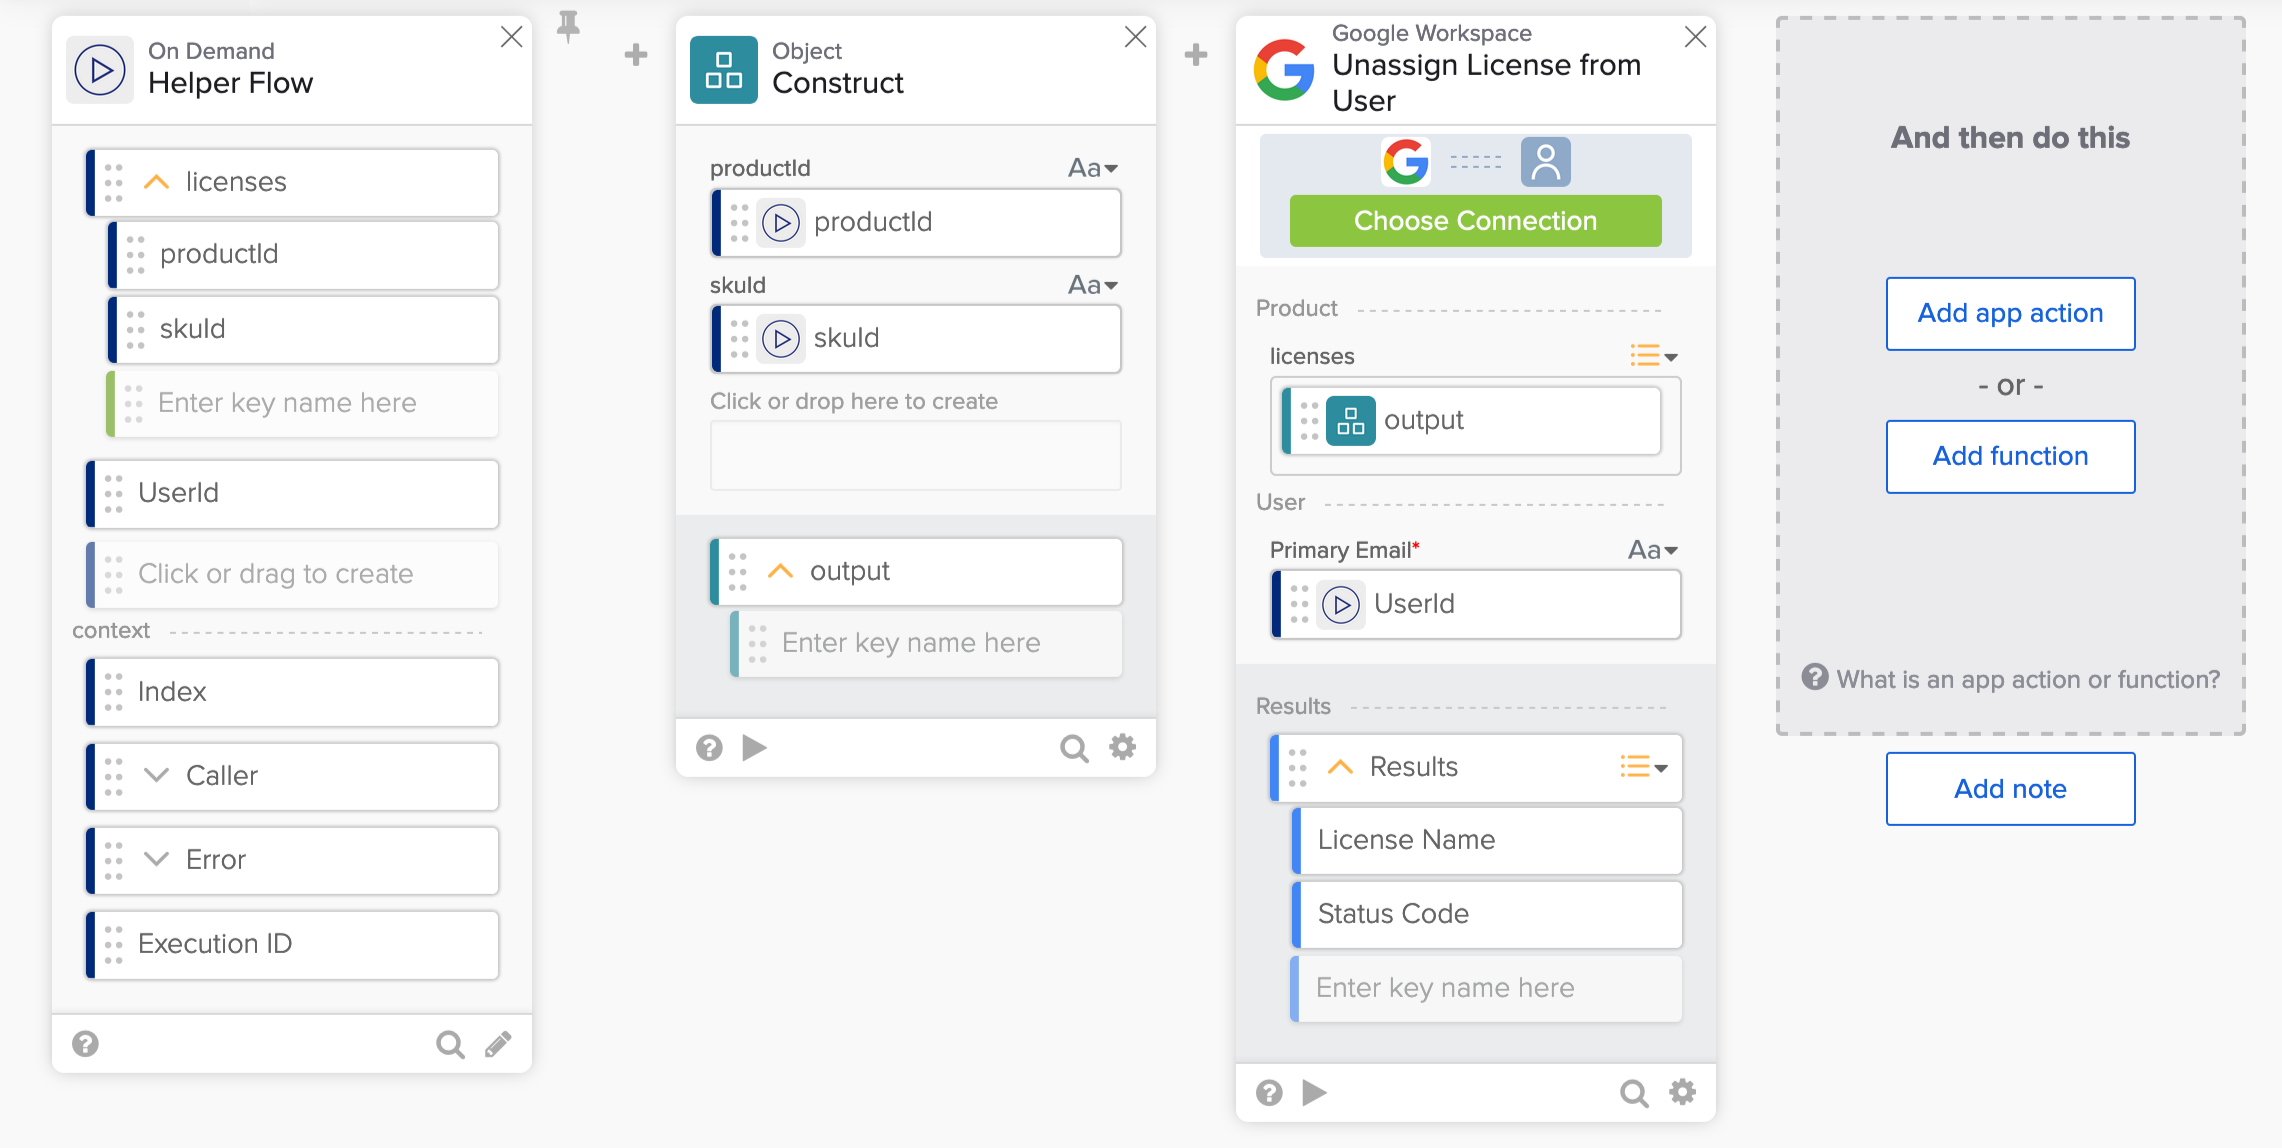 On Demand
Helper Flow
licenses
productId
skuId
Enter key name here
UserId
Click or drag to create
context
Index
Caller
Error
Execution ID
Object
Construct
productId
Aa
productId
skuId
Aa
skuId
Click or drop here to create
output
Enter key name here
Google Workspace
Unassign License from
User
Choose Connection
Product
licenses
output
User
Primary Email*
Aa
UserId
Results
Results
License Name
Status Code
Enter key name here
And then do this
Add app action
- or -
Add function
What is an app action or function?
Add note